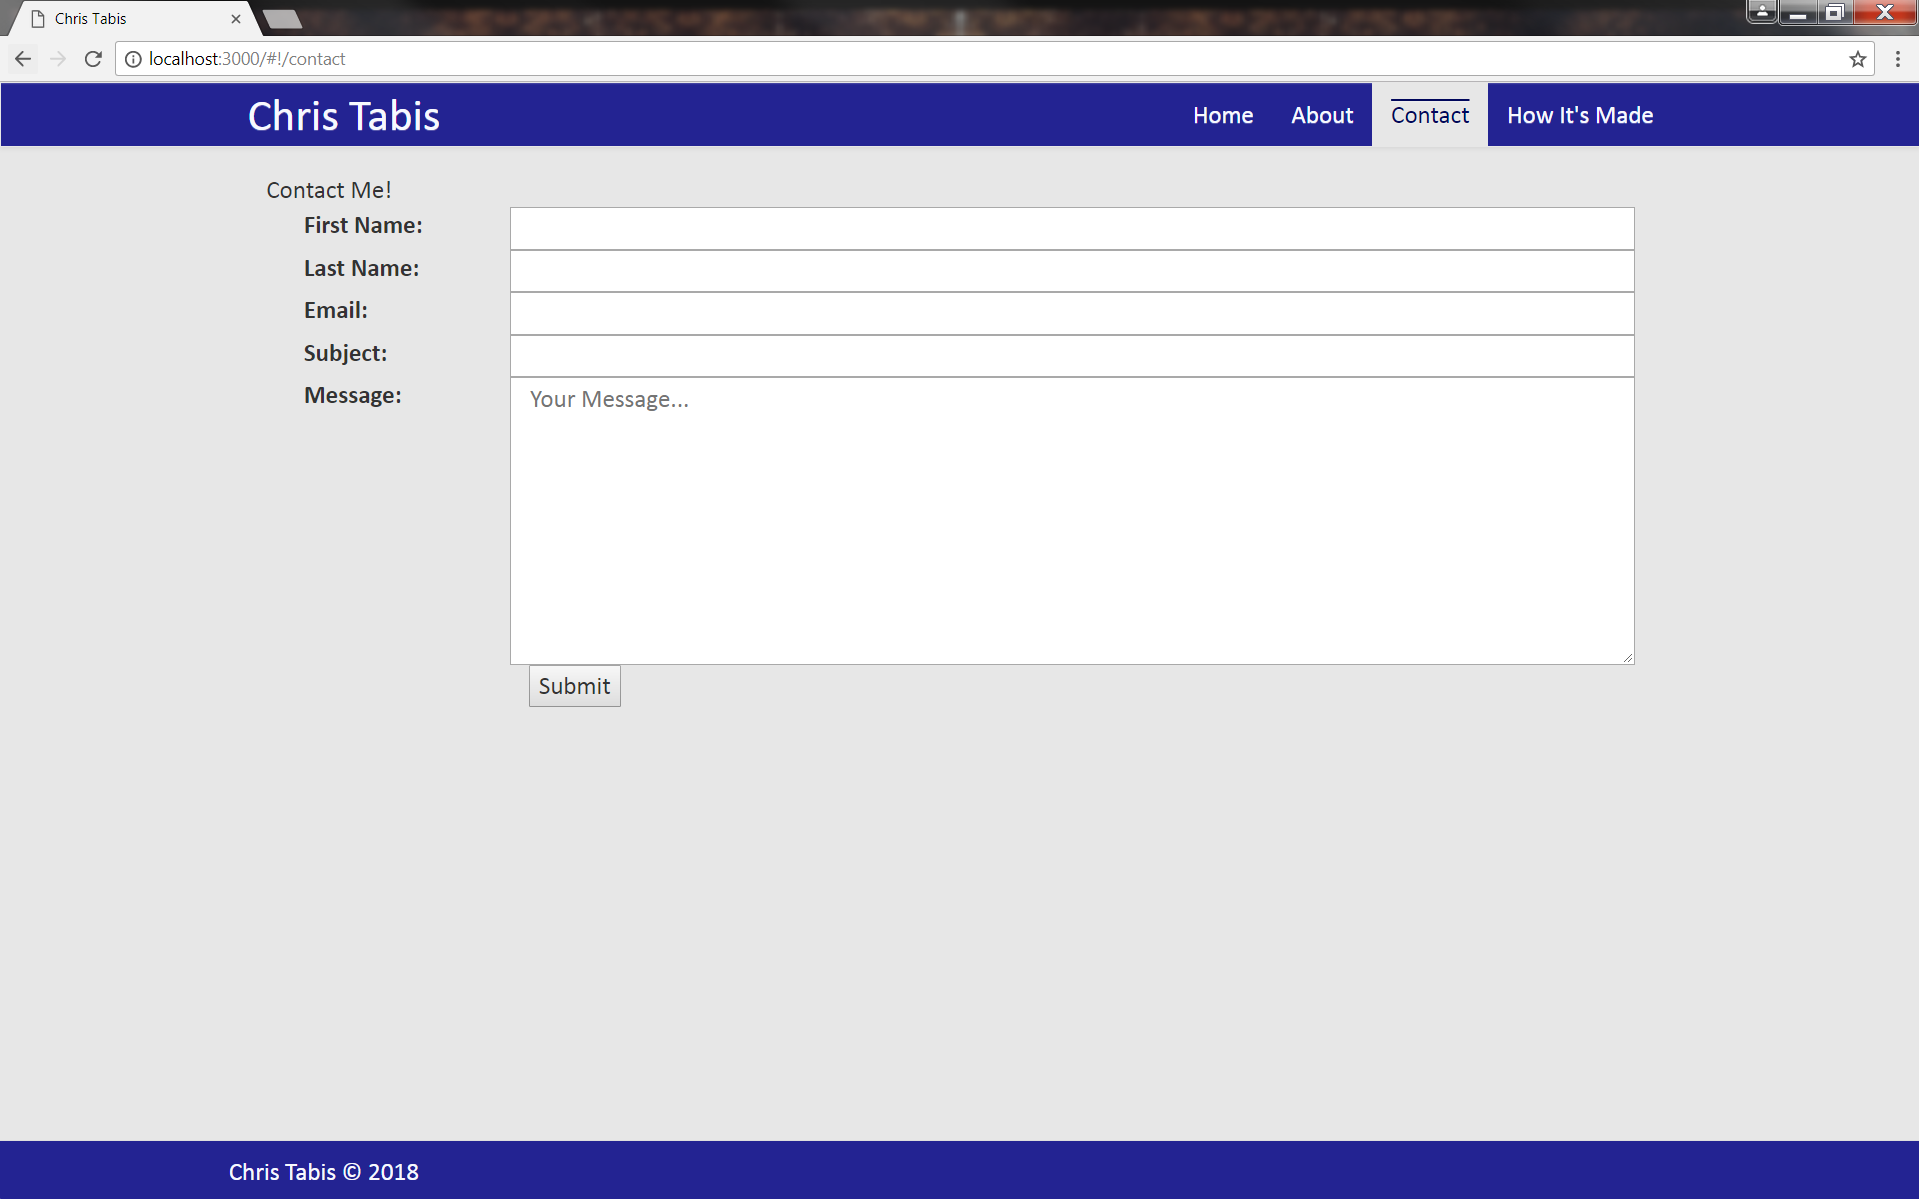 Chris Tabis
localhost:3000/#!/contact
Chris Tabis
Home About Contact How It's Made
Contact Me!
First Name:
Last Name:
Email:
Subject:
Message: Your Message...
Submit
Chris Tabis © 2018